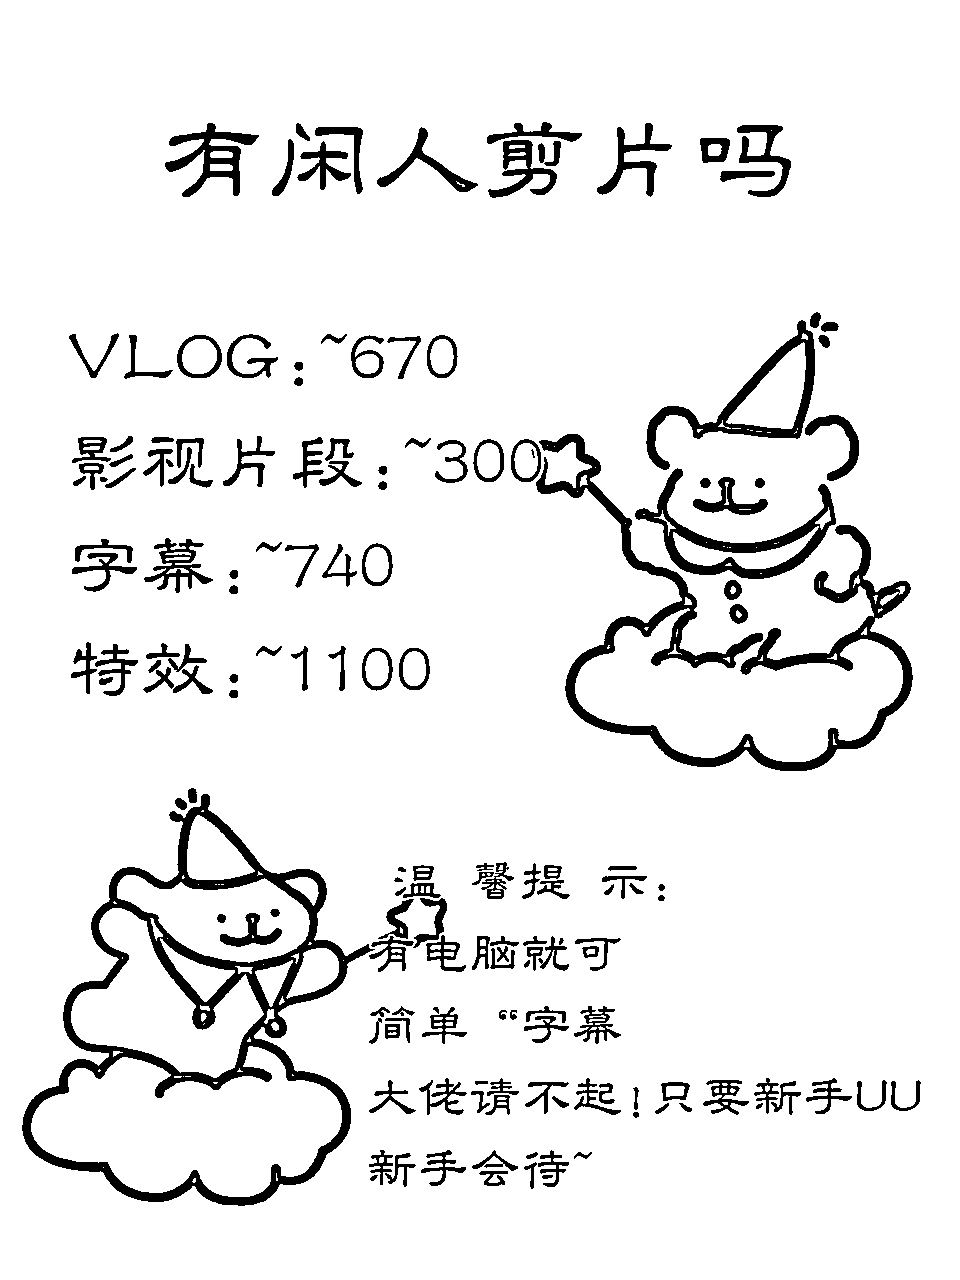 有闲人剪片吗
VLOG:~670
影视片段:~300
字幕:~740
特效:~1100
温 馨提 示:
有电脑就可
简单 “字幕
大佬请不起!只要新手UU
新手会待~